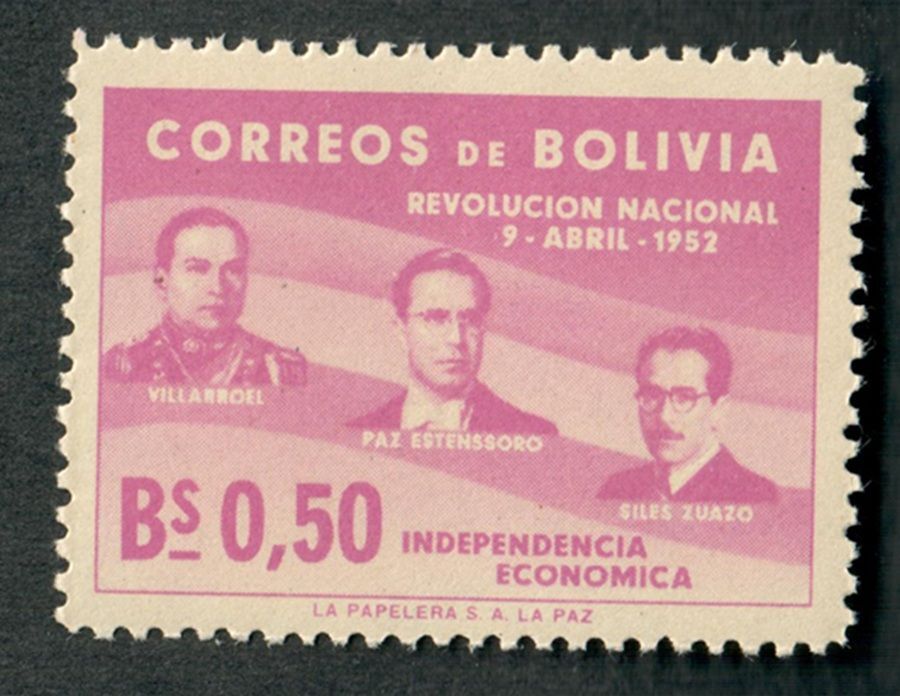 CORREOS DE BOLIVIA
REVOLUCION NACIONAL
9 - ABRIL - 1952
VILLARROEL
PAZ ESTENSSORO
SILES ZUAZO
Bs 0,50
INDEPENDENCIA
ECONOMICA
LA PAPELERA S. A. LA PAZ